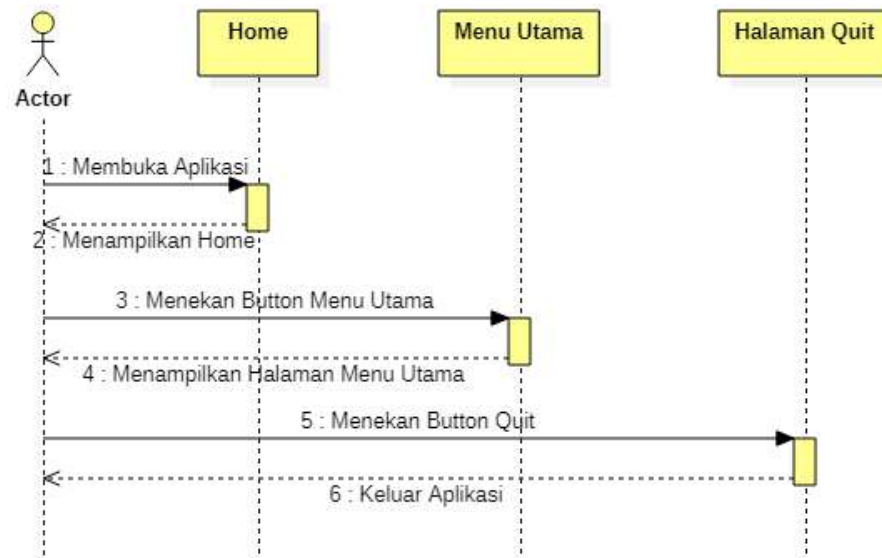 Home
Menu Utama
Halaman Quit
Actor
1 : Membuka Aplikasi
2 : Menampilkan Home
3 : Menekan Button Menu Utama
4 : Menampilkan Halaman Menu Utama
5 : Menekan Button Quit
6 : Keluar Aplikasi